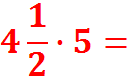 4 1/2 · 5 =